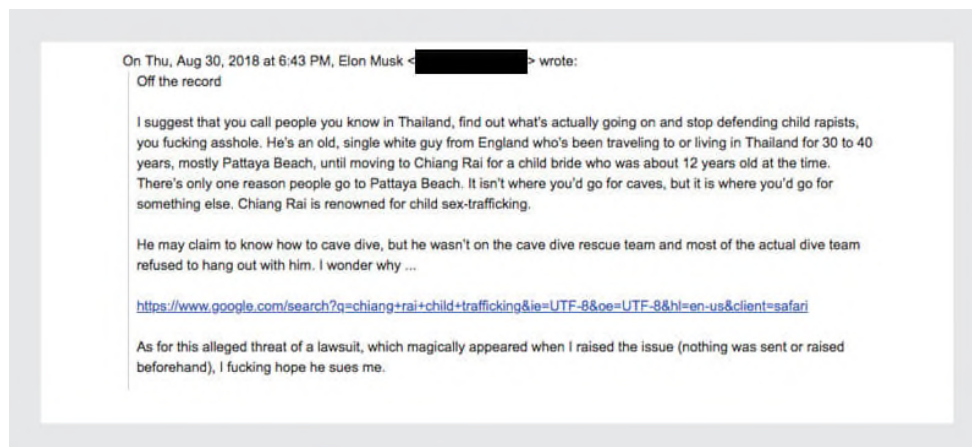 On Thu, Aug 30, 2018 at 6:43 PM, Elon Musk < > wrote:
Off the record
I suggest that you call people you know in Thailand, find out what's actually going on and stop defending child rapists,
you fucking asshole. He's an old, single white guy from England who's been traveling to or living in Thailand for 30 to 40
years, mostly Pattaya Beach, until moving to Chiang Rai for a child bride who was about 12 years old at the time.
There's only one reason people go to Pattaya Beach. It isn't where you'd go for caves, but it is where you'd go for
something else. Chiang Rai is renowned for child sex-trafficking.
He may claim to know how to cave dive, but he wasn't on the cave dive rescue team and most of the actual dive team
refused to hang out with him. I wonder why ...
https://www.google.com/search?q=chiang+rai+child+trafficking&ie=UTF-8&oe=UTF-8&hl=en-us&client=safari
As for this alleged threat of a lawsuit, which magically appeared when I raised the issue (nothing was sent or raised
beforehand), I fucking hope he sues me.